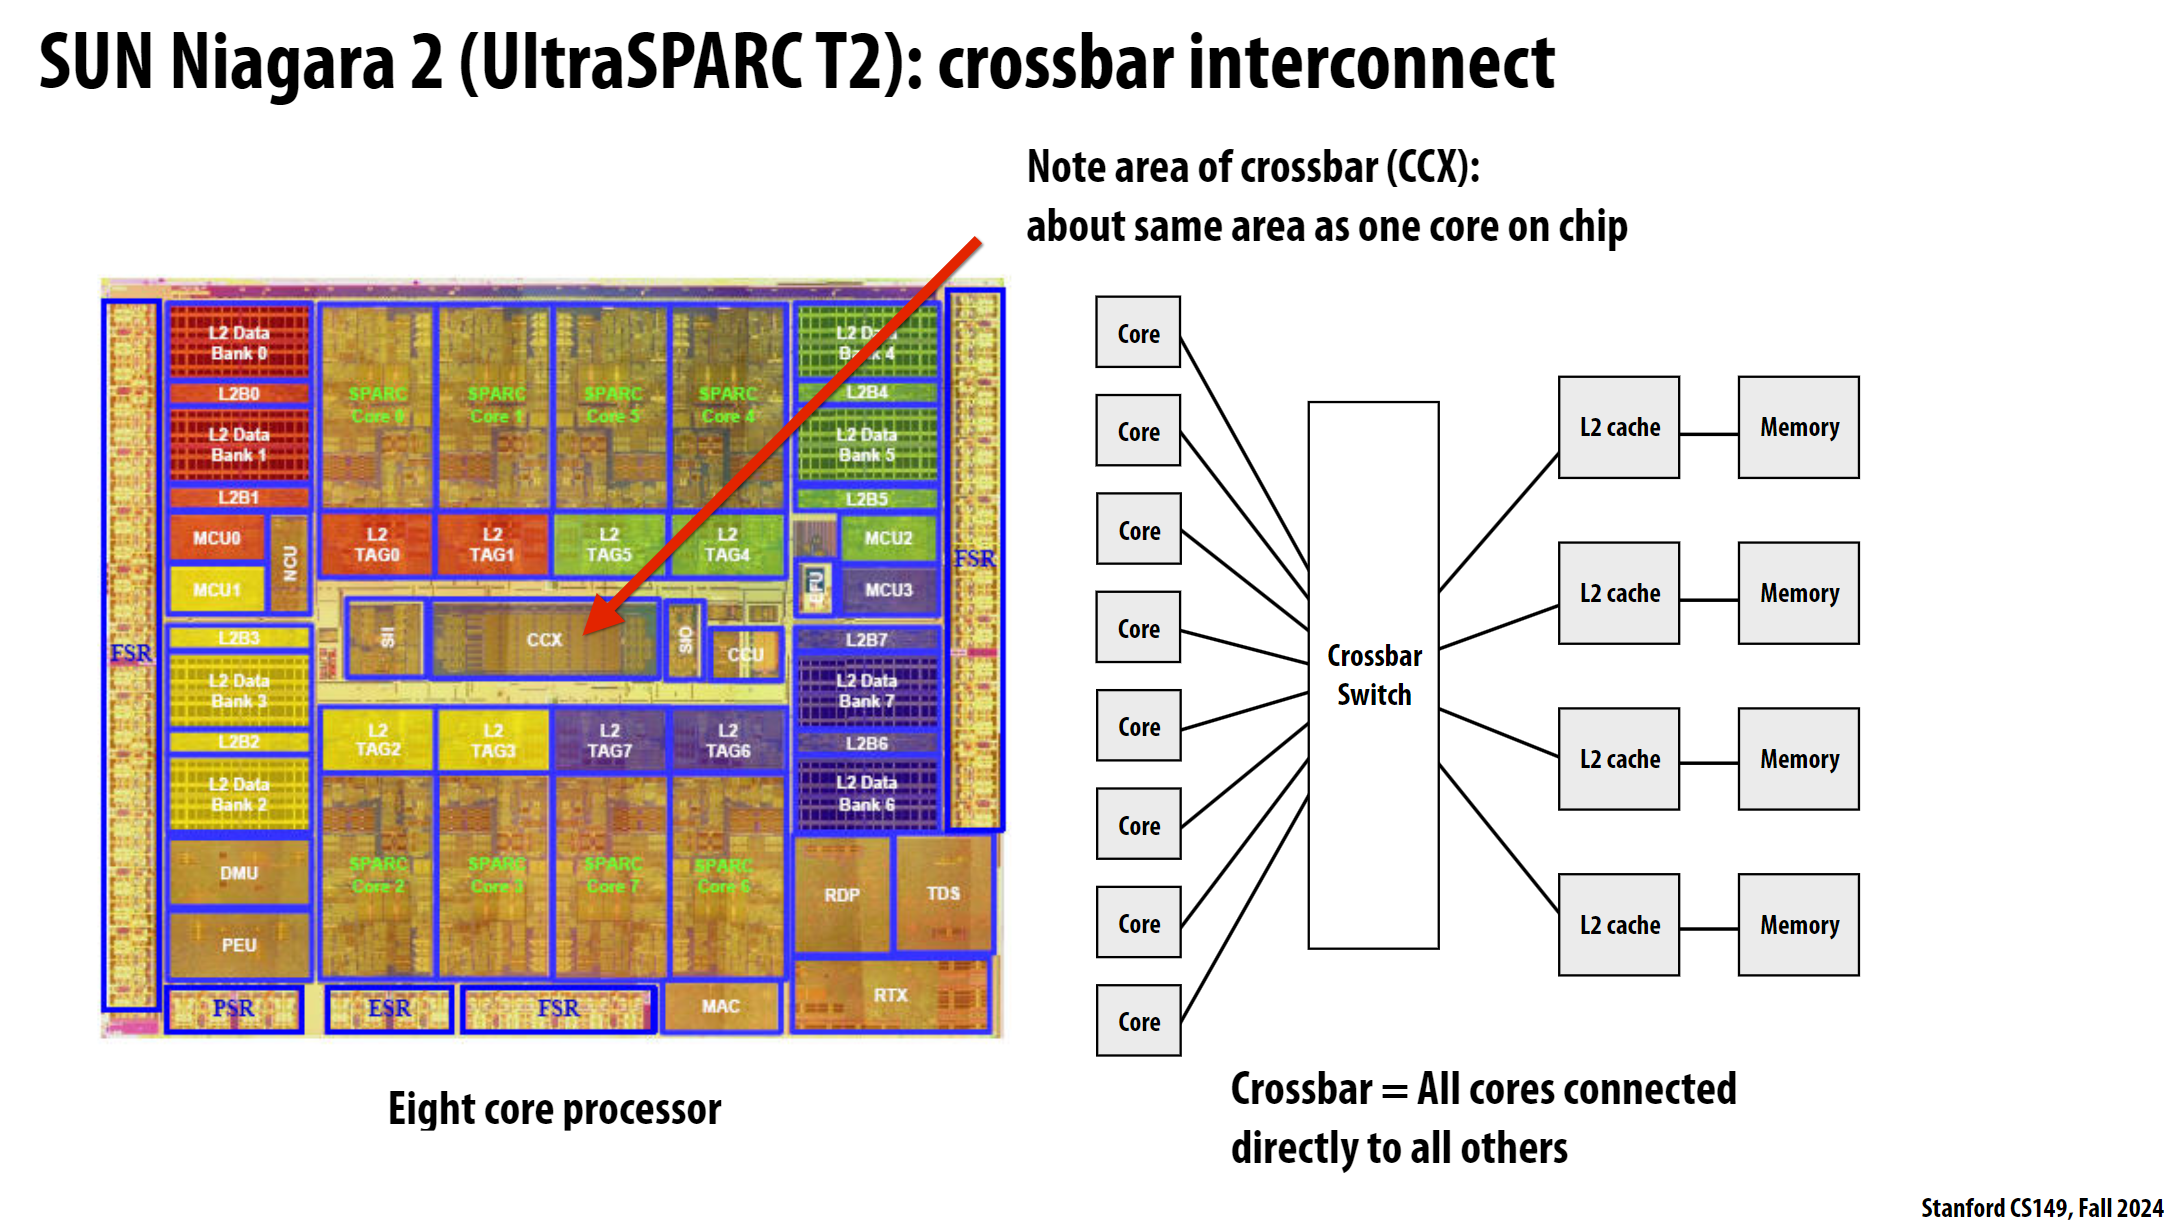 SUN Niagara 2 (UltraSPARC T2): crossbar interconnect
Note area of crossbar (CCX):
about same area as one core on chip
L2 Data
Bank 0
L2B0
L2 Data
Bank 1
L2B1
MCU0
MCU1
NCU
FSR
L2B3
L2 Data
Bank 3
L2B2
L2 Data
Bank 2
DMU
PEU
PSR
ESR
FSR
MAC
SPARC
Core 0
SPARC
Core 1
SPARC
Core 5
SPARC
Core 4
L2
TAG0
L2
TAG1
L2
TAG5
L2
TAG4
SII
CCX
SIO
CCU
L2
TAG2
L2
TAG3
L2
TAG7
L2
TAG6
SPARC
Core 2
SPARC
Core 3
SPARC
Core 7
SPARC
Core 6
L2 Data
Bank 4
L2B4
L2 Data
Bank 5
L2B5
MCU2
EFU
MCU3
FSR
L2B7
L2 Data
Bank 7
L2B6
L2 Data
Bank 6
RDP
TDS
RTX
Eight core processor
Core
Core
Core
Core
Core
Core
Core
Core
Crossbar
Switch
L2 cache
Memory
L2 cache
Memory
L2 cache
Memory
L2 cache
Memory
Crossbar = All cores connected
directly to all others
Stanford CS149, Fall 2024